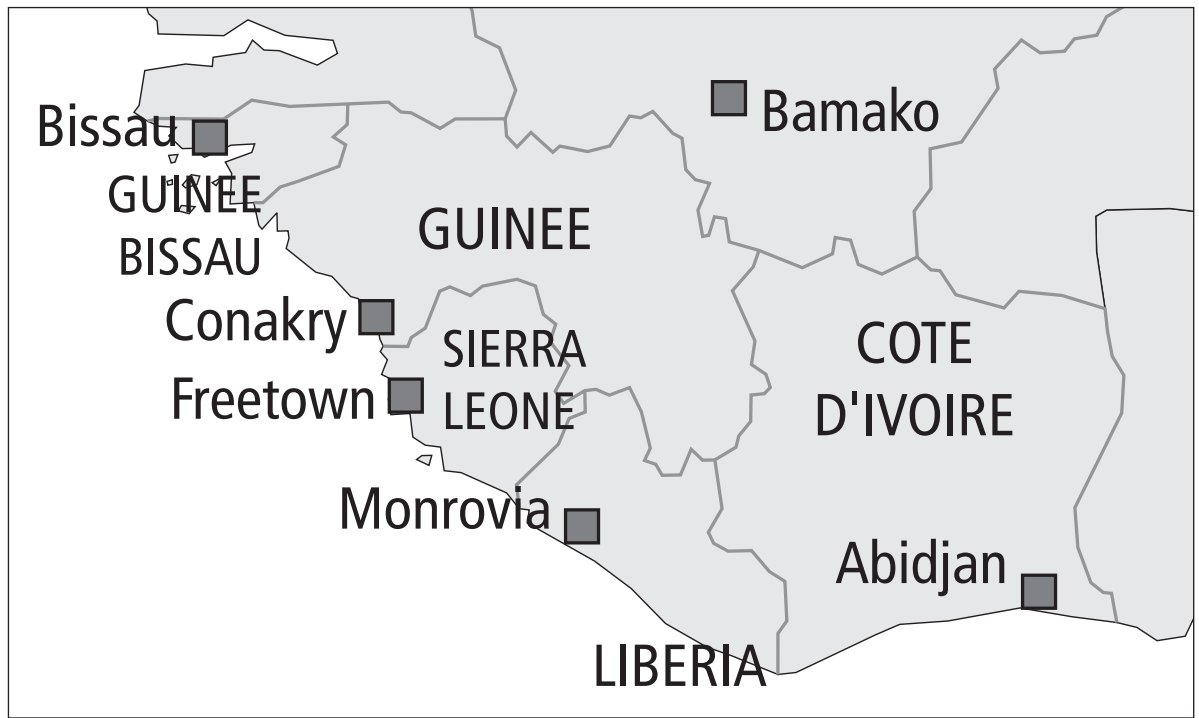 Bissau
Bamako
GUINEE
BISSAU
GUINEE
Conakry
SIERRA
LEONE
COTE
D'IVOIRE
Freetown
Monrovia
Abidjan
LIBERIA